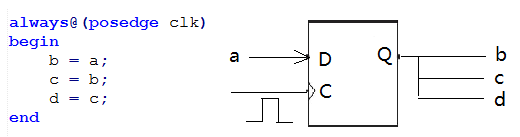 always@(posedge clk)
begin
b = a;
c = b;
d = c;
end
a D Q b
C c
d